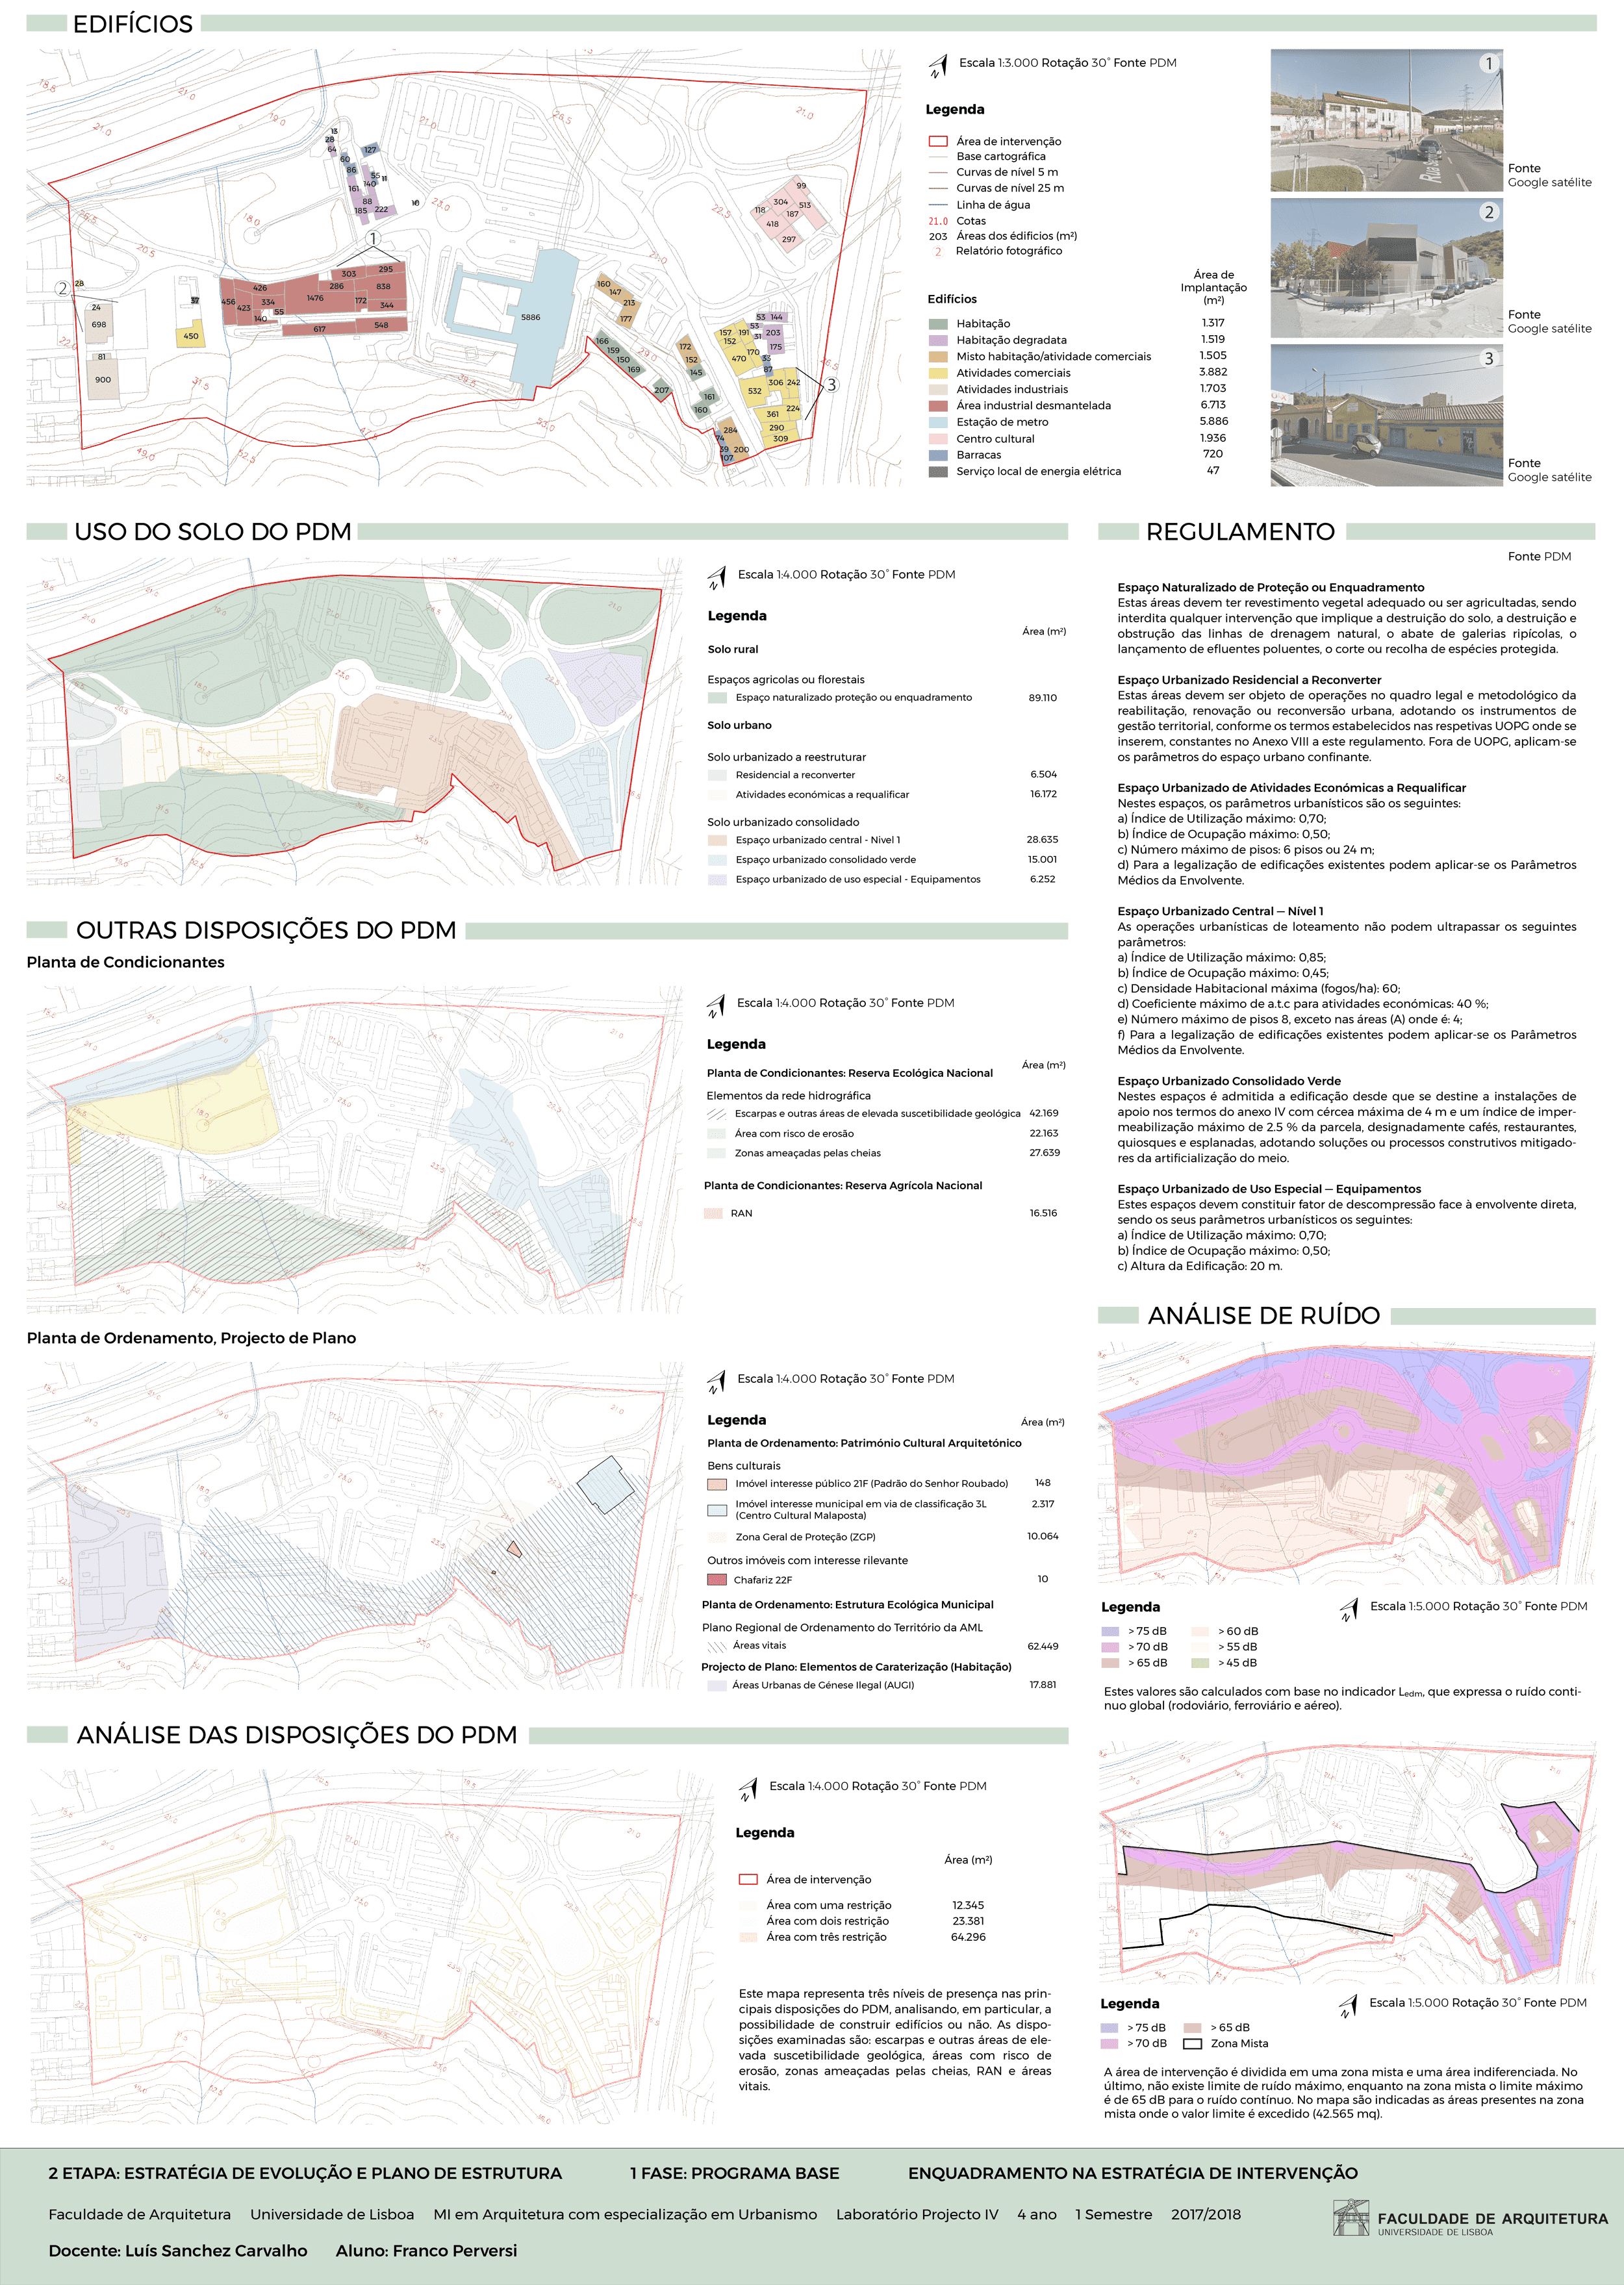 EDIFÍCIOS
Escala 1:3.000 Rotação 30° Fonte PDM
N
Legenda
Área de intervenção
Base cartográfica
Curvas de nível 5 m
Curvas de nível 25 m
Linha de água
21.0 Cotas
203 Áreas dos édificios (m²)
2 Relatório fotográfico
Edifícios
Área de
Implantação
(m²)
Habitação 1.317
Habitação degradata 1.519
Misto habitação/atividade comerciais 1.505
Atividades comerciais 3.882
Atividades industriais 1.703
Área industrial desmantelada 6.713
Estação de metro 5.886
Centro cultural 1.936
Barracas 720
Serviço local de energia elétrica 47
1
Fonte
Google satélite
2
Fonte
Google satélite
3
Fonte
Google satélite
USO DO SOLO DO PDM
Escala 1:4.000 Rotação 30° Fonte PDM
N
Legenda
Área (m²)
Solo rural
Espaços agricolas ou florestais
Espaço naturalizado proteção ou enquadramento 89.110
Solo urbano
Solo urbanizado a reestruturar
Residencial a reconverter 6.504
Atividades económicas a requalificar 16.172
Solo urbanizado consolidado
Espaço urbanizado central - Nivel 1 28.635
Espaço urbanizado consolidado verde 15.001
Espaço urbanizado de uso especial - Equipamentos 6.252
OUTRAS DISPOSIÇÕES DO PDM
Planta de Condicionantes
Escala 1:4.000 Rotação 30° Fonte PDM
N
Legenda
Área (m²)
Planta de Condicionantes: Reserva Ecológica Nacional
Elementos da rede hidrográfica
Escarpas e outras áreas de elevada suscetibilidade geológica 42.169
Área com risco de erosão 22.163
Zonas ameaçadas pelas cheias 27.639
Planta de Condicionantes: Reserva Agrícola Nacional
RAN 16.516
Planta de Ordenamento, Projecto de Plano
Escala 1:4.000 Rotação 30° Fonte PDM
N
Legenda
Área (m²)
Planta de Ordenamento: Património Cultural Arquitetónico
Bens culturais
Imóvel interesse público 21F (Padrão do Senhor Roubado) 148
Imóvel interesse municipal em via de classificação 3L 2.317
(Centro Cultural Malaposta)
Zona Geral de Proteção (ZGP) 10.064
Outros imóveis com interesse rilevante
Chafariz 22F 10
Planta de Ordenamento: Estrutura Ecológica Municipal
Plano Regional de Ordenamento do Território da AML
Áreas vitais 62.449
Projecto de Plano: Elementos de Caraterização (Habitação)
Áreas Urbanas de Génese Ilegal (AUGI) 17.881
ANÁLISE DAS DISPOSIÇÕES DO PDM
Escala 1:4.000 Rotação 30° Fonte PDM
N
Legenda
Área (m²)
Área de intervenção
Área com uma restrição 12.345
Área com dois restrição 23.381
Área com três restrição 64.296
Este mapa representa três níveis de presença nas prin-
cipais disposições do PDM, analisando, em particular, a
possibilidade de construir edifícios ou não. As dispo-
sições examinadas são: escarpas e outras áreas de ele-
vada suscetibilidade geológica, áreas com risco de
erosão, zonas ameaçadas pelas cheias, RAN e áreas
vitais.
REGULAMENTO
Fonte PDM
Espaço Naturalizado de Proteção ou Enquadramento
Estas áreas devem ter revestimento vegetal adequado ou ser agricultadas, sendo
interdita qualquer intervenção que implique a destruição do solo, a destruição e
obstrução das linhas de drenagem natural, o abate de galerias ripícolas, o
lançamento de efluentes poluentes, o corte ou recolha de espécies protegida.
Espaço Urbanizado Residencial a Reconverter
Estas áreas devem ser objeto de operações no quadro legal e metodológico da
reabilitação, renovação ou reconversão urbana, adotando os instrumentos de
gestão territorial, conforme os termos estabelecidos nas respetivas UOPG onde se
inserem, constantes no Anexo VIII a este regulamento. Fora de UOPG, aplicam-se
os parâmetros do espaço urbano confinante.
Espaço Urbanizado de Atividades Económicas a Requalificar
Nestes espaços, os parâmetros urbanísticos são os seguintes:
a) Índice de Utilização máximo: 0,70;
b) Índice de Ocupação máximo: 0,50;
c) Número máximo de pisos: 6 pisos ou 24 m;
d) Para a legalização de edificações existentes podem aplicar-se os Parâmetros
Médios da Envolvente.
Espaço Urbanizado Central — Nível 1
As operações urbanísticas de loteamento não podem ultrapassar os seguintes
parâmetros:
a) Índice de Utilização máximo: 0,85;
b) Índice de Ocupação máximo: 0,45;
c) Densidade Habitacional máxima (fogos/ha): 60;
d) Coeficiente máximo de a.t.c para atividades económicas: 40 %;
e) Número máximo de pisos 8, exceto nas áreas (A) onde é: 4;
f) Para a legalização de edificações existentes podem aplicar-se os Parâmetros
Médios da Envolvente.
Espaço Urbanizado Consolidado Verde
Nestes espaços é admitida a edificação desde que se destine a instalações de
apoio nos termos do anexo IV com cércea máxima de 4 m e um índice de imper-
meabilização máximo de 2.5 % da parcela, designadamente cafés, restaurantes,
quiosques e esplanadas, adotando soluções ou processos construtivos mitigado-
res da artificialização do meio.
Espaço Urbanizado de Uso Especial — Equipamentos
Estes espaços devem constituir fator de descompressão face à envolvente direta,
sendo os seus parâmetros urbanísticos os seguintes:
a) Índice de Utilização máximo: 0,70;
b) Índice de Ocupação máximo: 0,50;
c) Altura da Edificação: 20 m.
ANÁLISE DE RUÍDO
Legenda
Escala 1:5.000 Rotação 30° Fonte PDM
N
> 75 dB > 60 dB
> 70 dB > 55 dB
> 65 dB > 45 dB
Estes valores são calculados com base no indicador Ledm, que expressa o ruído conti-
nuo global (rodoviário, ferroviário e aéreo).
Legenda
Escala 1:5.000 Rotação 30° Fonte PDM
N
> 75 dB > 65 dB
> 70 dB Zona Mista
A área de intervenção é dividida em uma zona mista e uma área indiferenciada. No
último, não existe limite de ruído máximo, enquanto na zona mista o limite máximo
é de 65 dB para o ruído contínuo. No mapa são indicadas as áreas presentes na zona
mista onde o valor limite é excedido (42.565 mq).
2 ETAPA: ESTRATÉGIA DE EVOLUÇÃO E PLANO DE ESTRUTURA 1 FASE: PROGRAMA BASE ENQUADRAMENTO NA ESTRATÉGIA DE INTERVENÇÃO
Faculdade de Arquitetura Universidade de Lisboa MI em Arquitetura com especialização em Urbanismo Laboratório Projecto IV 4 ano 1 Semestre 2017/2018
Docente: Luís Sanchez Carvalho Aluno: Franco Perversi
FACULDADE DE ARQUITETURA
UNIVERSIDADE DE LISBOA